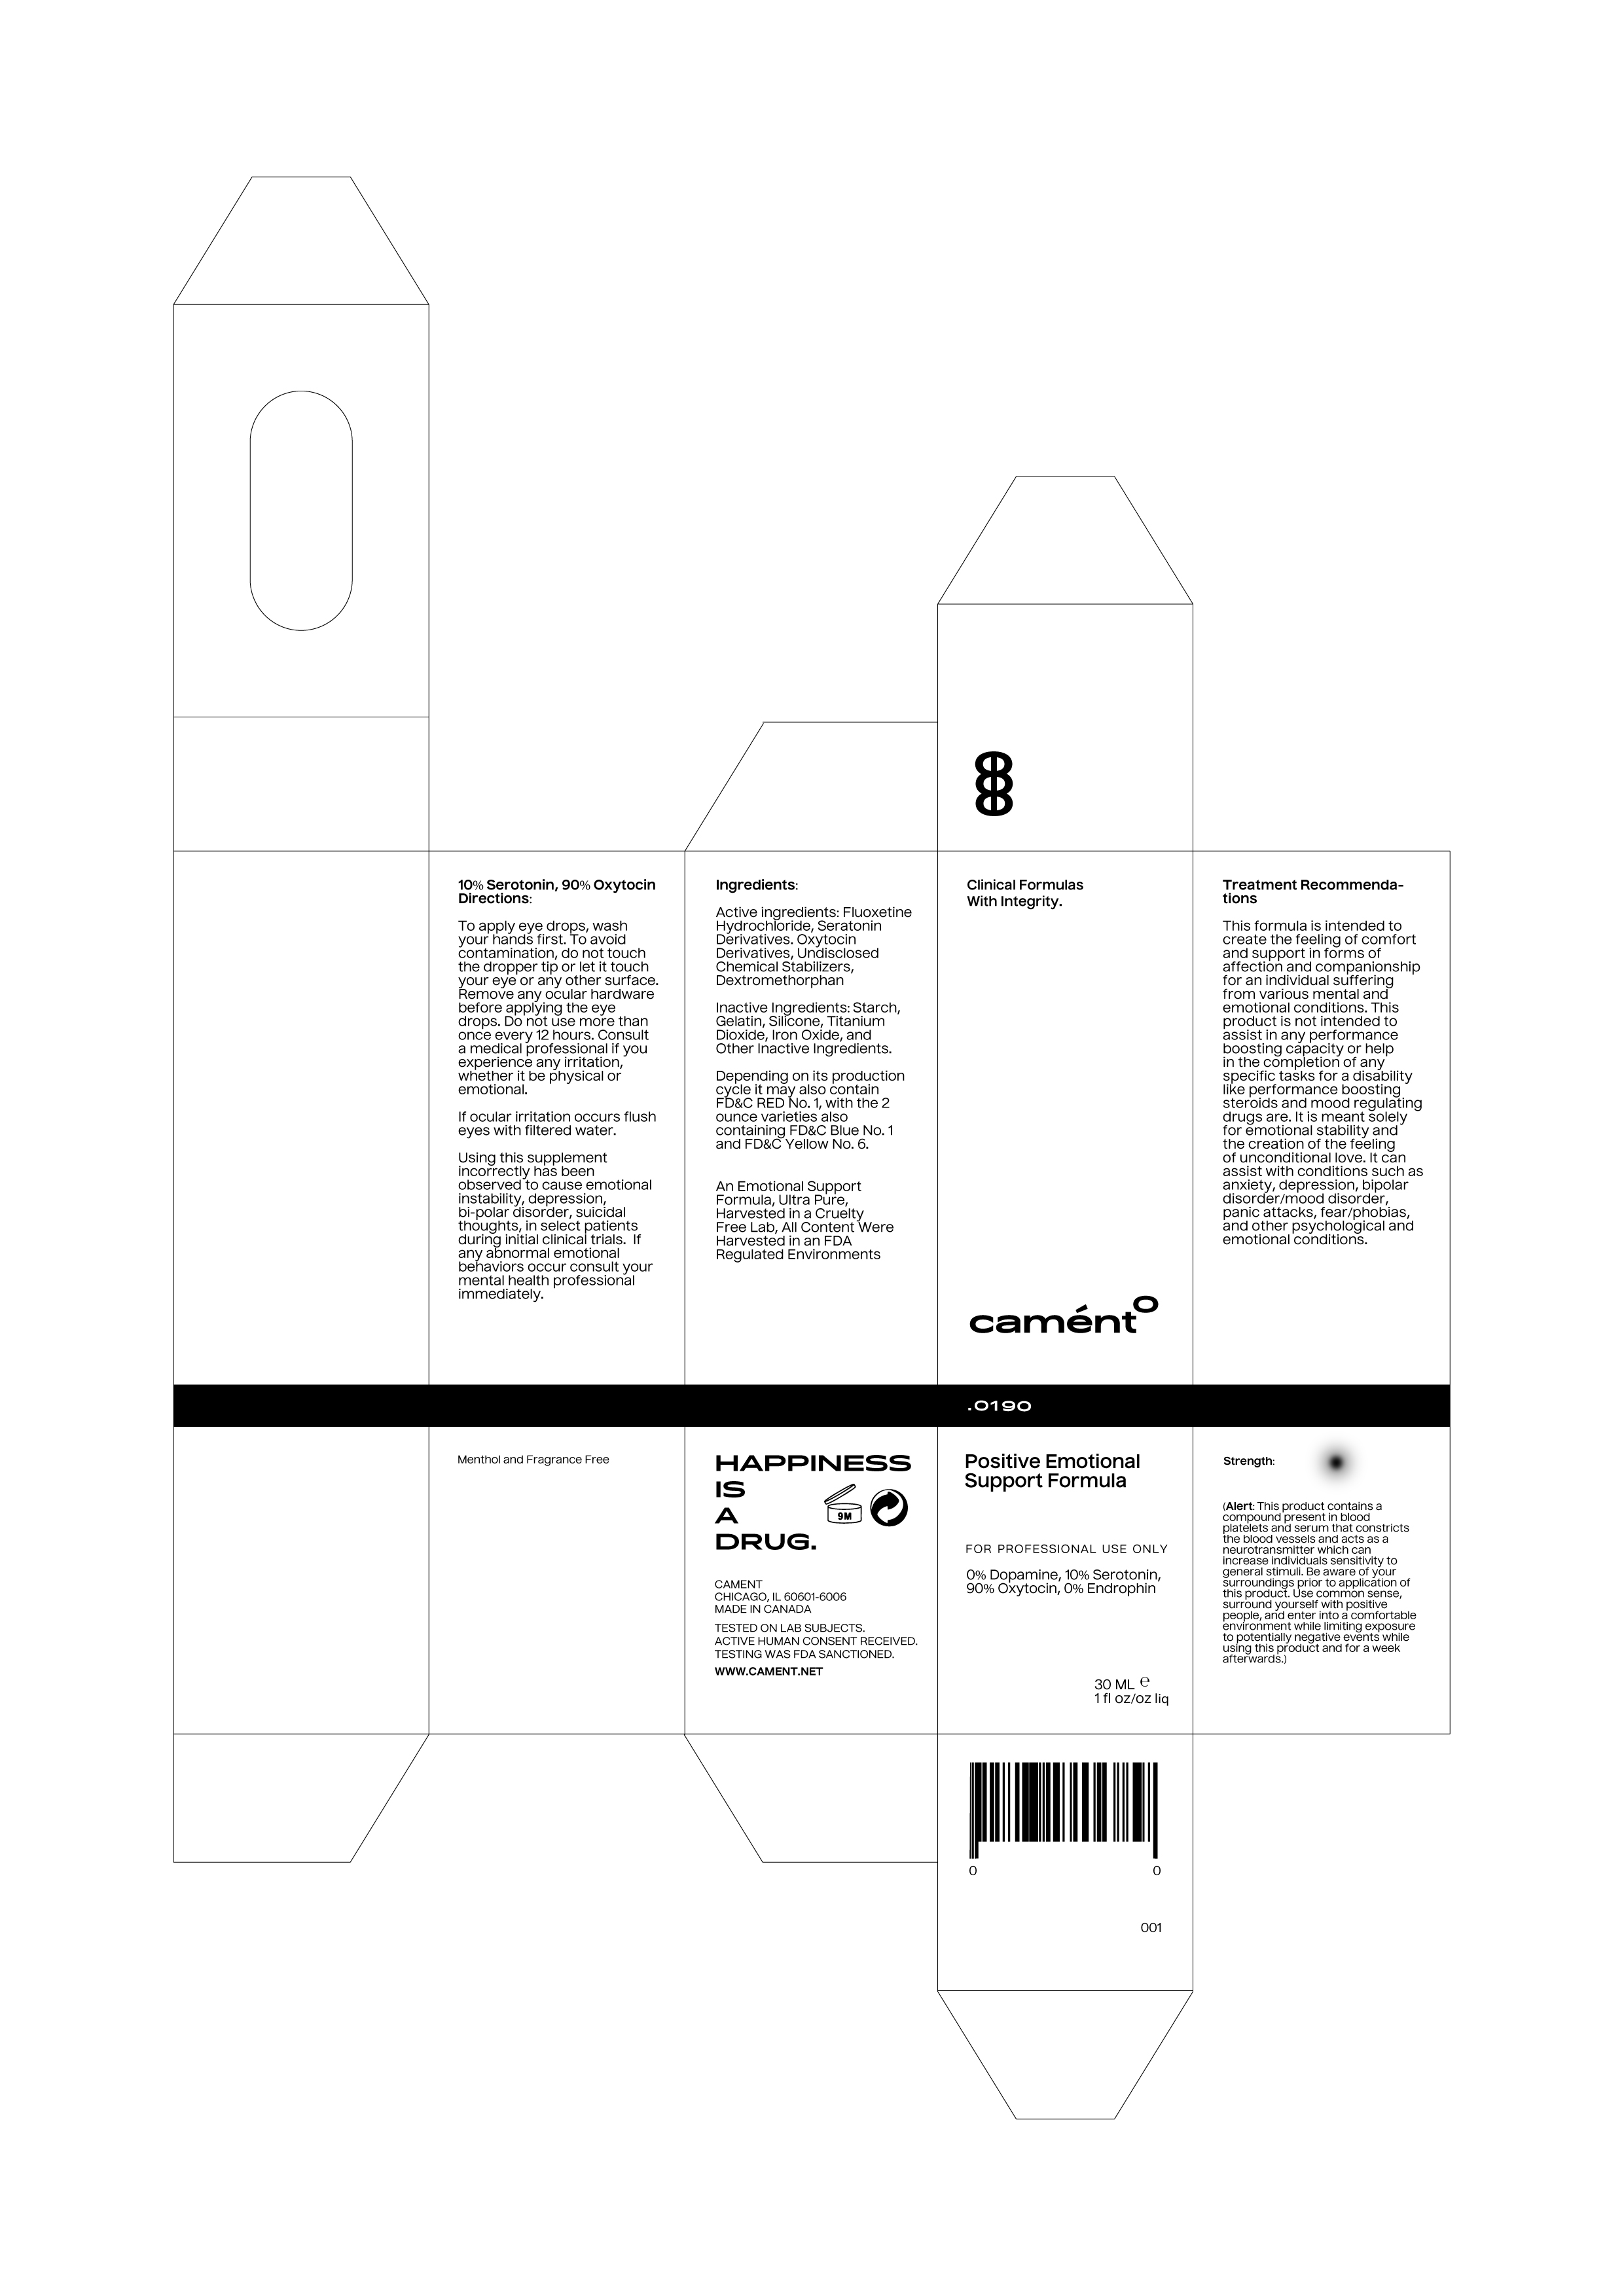 10% Serotonin, 90% Oxytocin
Directions:
To apply eye drops, wash
your hands first. To avoid
contamination, do not touch
the dropper tip or let it touch
your eye or any other surface.
Remove any ocular hardware
before applying the eye
drops. Do not use more than
once every 12 hours. Consult
a medical professional if you
experience any irritation,
whether it be physical or
emotional.
If ocular irritation occurs flush
eyes with filtered water.
Using this supplement
incorrectly has been
observed to cause emotional
instability, depression,
bi-polar disorder, suicidal
thoughts, in select patients
during initial clinical trials. If
any abnormal emotional
behaviors occur consult your
mental health professional
immediately.
Ingredients:
Active ingredients: Fluoxetine
Hydrochloride, Seratonin
Derivatives. Oxytocin
Derivatives, Undisclosed
Chemical Stabilizers,
Dextromethorphan
Inactive Ingredients: Starch,
Gelatin, Silicone, Titanium
Dioxide, Iron Oxide, and
Other Inactive Ingredients.
Depending on its production
cycle it may also contain
FD&C RED No. 1, with the 2
ounce varieties also
containing FD&C Blue No. 1
and FD&C Yellow No. 6.
An Emotional Support
Formula, Ultra Pure,
Harvested in a Cruelty
Free Lab, All Content Were
Harvested in an FDA
Regulated Environments
Clinical Formulas
With Integrity.
camént°
Treatment Recommenda-
tions
This formula is intended to
create the feeling of comfort
and support in forms of
affection and companionship
for an individual suffering
from various mental and
emotional conditions. This
product is not intended to
assist in any performance
boosting capacity or help
in the completion of any
specific tasks for a disability
like performance boosting
steroids and mood regulating
drugs are. It is meant solely
for emotional stability and
the creation of the feeling
of unconditional love. It can
assist with conditions such as
anxiety, depression, bipolar
disorder/mood disorder,
panic attacks, fear/phobias,
and other psychological and
emotional conditions.
.0190
Menthol and Fragrance Free
HAPPINESS
IS
A
DRUG.
9M
CAMENT
CHICAGO, IL 60601-6006
MADE IN CANADA
TESTED ON LAB SUBJECTS.
ACTIVE HUMAN CONSENT RECEIVED.
TESTING WAS FDA SANCTIONED.
WWW.CAMENT.NET
Positive Emotional
Support Formula
FOR PROFESSIONAL USE ONLY
0% Dopamine, 10% Serotonin,
90% Oxytocin, 0% Endrophin
30 ML ℮
1 fl oz/oz liq
Strength:
(Alert: This product contains a
compound present in blood
platelets and serum that constricts
the blood vessels and acts as a
neurotransmitter which can
increase individuals sensitivity to
general stimuli. Be aware of your
surroundings prior to application of
this product. Use common sense,
surround yourself with positive
people, and enter into a comfortable
environment while limiting exposure
to potentially negative events while
using this product and for a week
afterwards.)
0 0
001